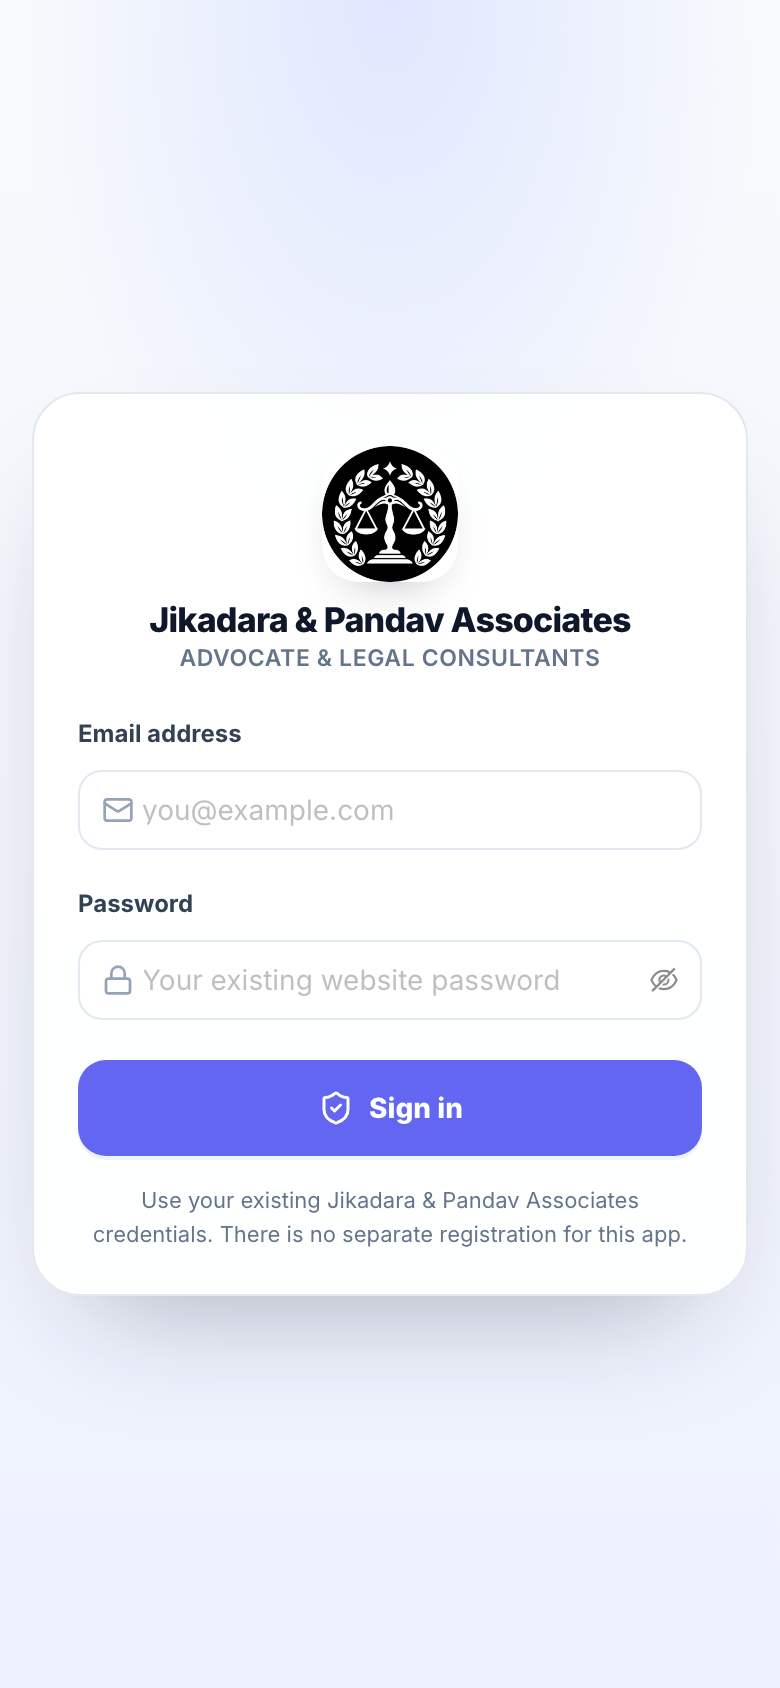 Jikadara & Pandav Associates
ADVOCATE & LEGAL CONSULTANTS
Email address
you@example.com
Password
Your existing website password
Sign in
Use your existing Jikadara & Pandav Associates
credentials. There is no separate registration for this app.